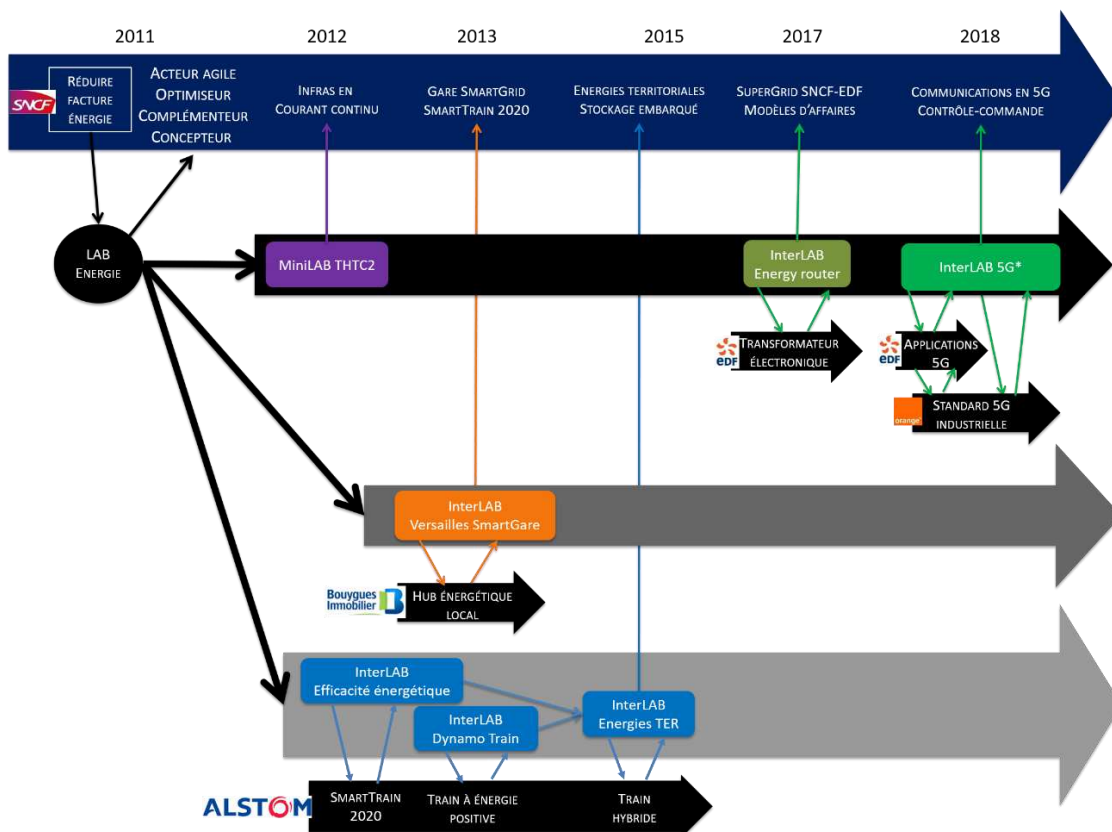 2011
2012
2013
2015
2017
2018
SNCF
RÉDUIRE
FACTURE
ÉNERGIE
ACTEUR AGILE
OPTIMISEUR
COMPLÉMENTEUR
CONCEPTEUR
INFRAS EN
COURANT CONTINU
GARE SMARTGRID
SMARTTRAIN 2020
ENERGIES TERRITORIALES
STOCKAGE EMBARQUÉ
SUPERGRID SNCF-EDF
MODÈLES D'AFFAIRES
COMMUNICATIONS EN 5G
CONTRÔLE-COMMANDE
LAB
ENERGIE
MiniLAB THTC2
InterLAB
Energy router
InterLAB 5G*
eDF
TRANSFORMATEUR
ÉLECTRONIQUE
eDF
APPLICATIONS
5G
orange
STANDARD 5G
INDUSTRIELLE
InterLAB
Versailles SmartGare
Bouygues
Immobilier
HUB ÉNERGÉTIQUE
LOCAL
InterLAB
Efficacité énergétique
InterLAB
Dynamo Train
InterLAB
Energies TER
ALSTOM
SMARTTRAIN
2020
TRAIN À ÉNERGIE
POSITIVE
TRAIN
HYBRIDE